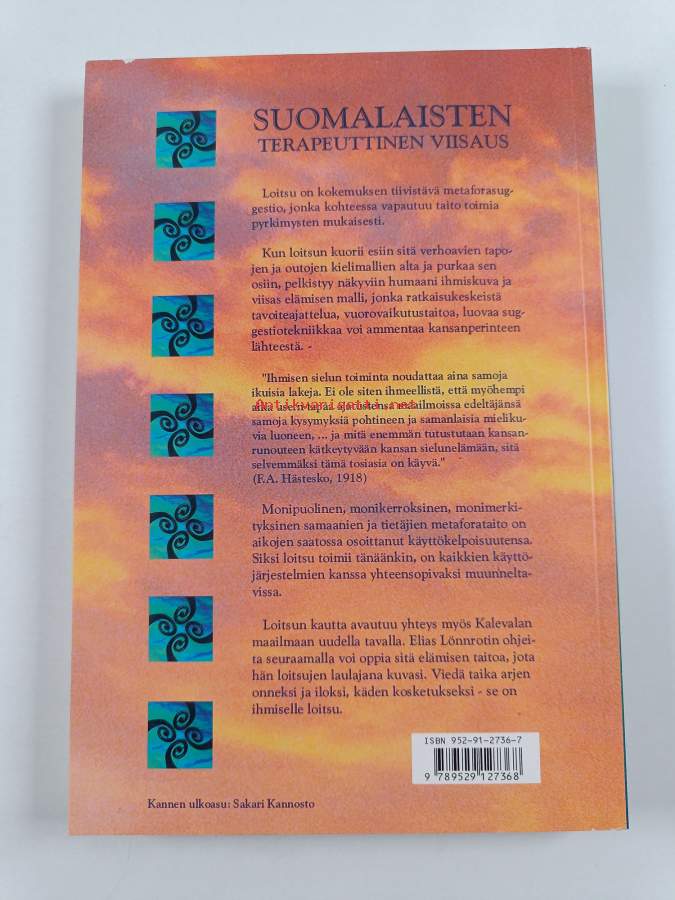 SUOMALAISTEN
TERAPEUTTINEN VIISAUS
Loitsu on kokemuksen tiivistävä metaforasug-
gestio, jonka kohteessa vapautuu taito toimia
pyrkimysten mukaisesti.
Kun loitsun kuorii esiin sitä verhoavien tapo-
jen ja outojen kielimallien alta ja purkaa sen
osiin, pelkistyy näkyviin humaani ihmiskuva ja
viisas elämisen malli, jonka ratkaisukeskeistä
tavoiteajattelua, vuorovaikutustaitoa, luovaa sug-
gestiotekniikkaa voi ammentaa kansanperinteen
lähteestä. -
"Ihmisen sielun toiminta noudattaa aina samoja
ikuisia lakeja. Ei ole siten ihmeellistä, että myöhempi
aika usein tapaa ajatustensa maailmoissa edeltäjänsä
samoja kysymyksiä pohtineen ja samanlaisia mieliku-
via luoneen, ... ja mitä enemmän tutustutaan kansan-
runouteen kätkeytyvään kansan sielunelämään, sitä
selvemmäksi tämä tosiasia on käyvä."
(F.A. Hästesko, 1918)
Monipuolinen, monikerroksinen, monimerki-
tyksinen samaanien ja tietäjien metaforataito on
aikojen saatossa osoittanut käyttökelpoisuutensa.
Siksi loitsu toimii tänäänkin, on kaikkien käyttö-
järjestelmien kanssa yhteensopivaksi muunnelta-
vissa.
Loitsun kautta avautuu yhteys myös Kalevalan
maailmaan uudella tavalla. Elias Lönnrotin ohjei-
ta seuraamalla voi oppia sitä elämisen taitoa, jota
hän loitsujen laulajana kuvasi. Viedä taika arjen
onneksi ja iloksi, käden kosketukseksi - se on
ihmiselle loitsu.
ISBN 952-91-2736-7
9 789529 127368
Kannen ulkoasu: Sakari Kannosto